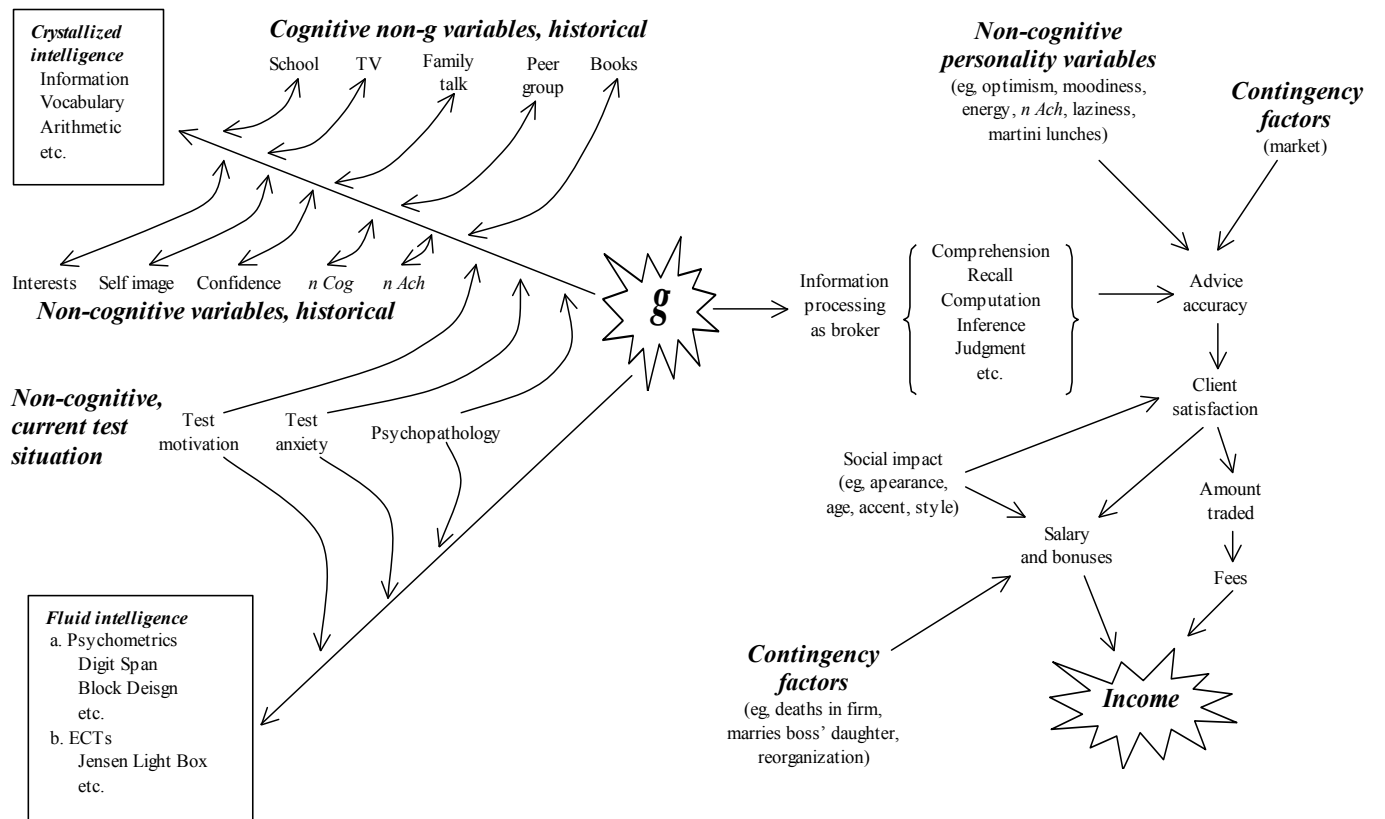 Crystallized
intelligence
Information
Vocabulary
Arithmetic
etc.
Cognitive non-g variables, historical
School
TV
Family
talk
Peer
group
Books
Interests
Self image
Confidence
n Cog
n Ach
Non-cognitive variables, historical
Non-cognitive,
current test
situation
Test
motivation
Test
anxiety
Psychopathology
Fluid intelligence
a. Psychometrics
Digit Span
Block Deisgn
etc.
b. ECTs
Jensen Light Box
etc.
g
Information
processing
as broker
Comprehension
Recall
Computation
Inference
Judgment
etc.
Non-cognitive
personality variables
(eg, optimism, moodiness,
energy, n Ach, laziness,
martini lunches)
Contingency
factors
(market)
Advice
accuracy
Client
satisfaction
Social impact
(eg, apearance,
age, accent, style)
Amount
traded
Salary
and bonuses
Fees
Contingency
factors
(eg, deaths in firm,
marries boss' daughter,
reorganization)
Income